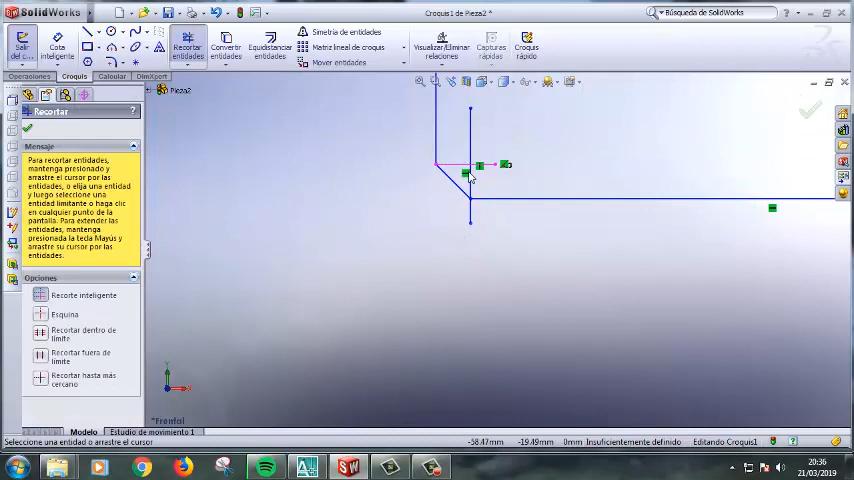 SOLIDWORKS
Croquis1 de Pieza2 *
Búsqueda de SolidWorks
Salir del c...
Cota inteligente
Recortar entidades
Convertir entidades
Equidistanciar entidades
Simetría de entidades
Matriz lineal de croquis
Mover entidades
Visualizar/Eliminar relaciones
Capturas rápidas
Croquis rápido
Operaciones
Croquis
Calcular
DimXpert
Pieza2
Recortar
?
Mensaje
Para recortar entidades,
mantenga presionado y
arrastre el cursor por las
entidades, o elija una entidad
y luego seleccione una
entidad limitante o haga clic
en cualquier punto de la
pantalla. Para extender las
entidades, mantenga
presionada la tecla Mayús y
arrastre su cursor por las
entidades.
Opciones
Recorte inteligente
Esquina
Recortar dentro de
límite
Recortar fuera de
límite
Recortar hasta más
cercano
*Frontal
Modelo
Estudio de movimiento 1
Seleccione una entidad o arrastre el cursor
-58.47mm
-19.49mm
0mm
Insuficientemente definido
Editando Croquis1
20:36
21/03/2019